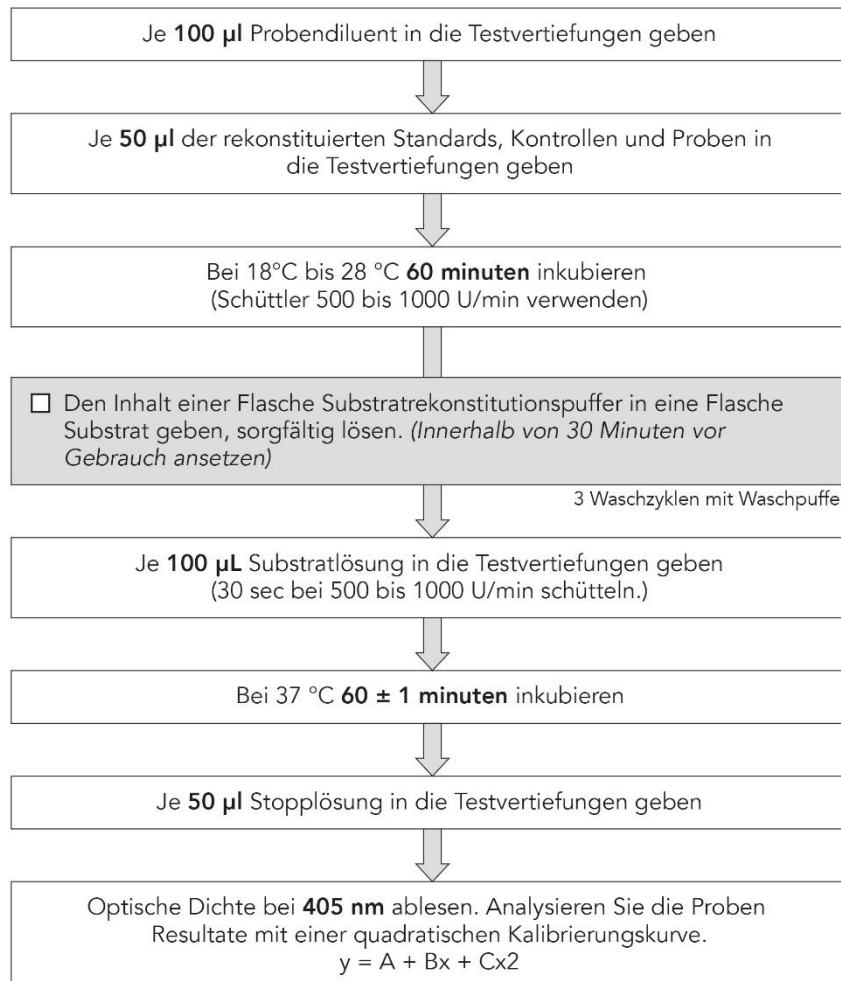 Je 100 µl Probendiluent in die Testvertiefungen geben
Je 50 µl der rekonstituierten Standards, Kontrollen und Proben in
die Testvertiefungen geben
Bei 18°C bis 28 °C 60 minuten inkubieren
(Schüttler 500 bis 1000 U/min verwenden)
Den Inhalt einer Flasche Substratrekonstitutionspuffer in eine Flasche
Substrat geben, sorgfältig lösen. (Innerhalb von 30 Minuten vor
Gebrauch ansetzen)
3 Waschzyklen mit Waschpuffe
Je 100 µL Substratlösung in die Testvertiefungen geben
(30 sec bei 500 bis 1000 U/min schütteln.)
Bei 37 °C 60 ± 1 minuten inkubieren
Je 50 µl Stopplösung in die Testvertiefungen geben
Optische Dichte bei 405 nm ablesen. Analysieren Sie die Proben
Resultate mit einer quadratischen Kalibrierungskurve.
y = A + Bx + Cx2